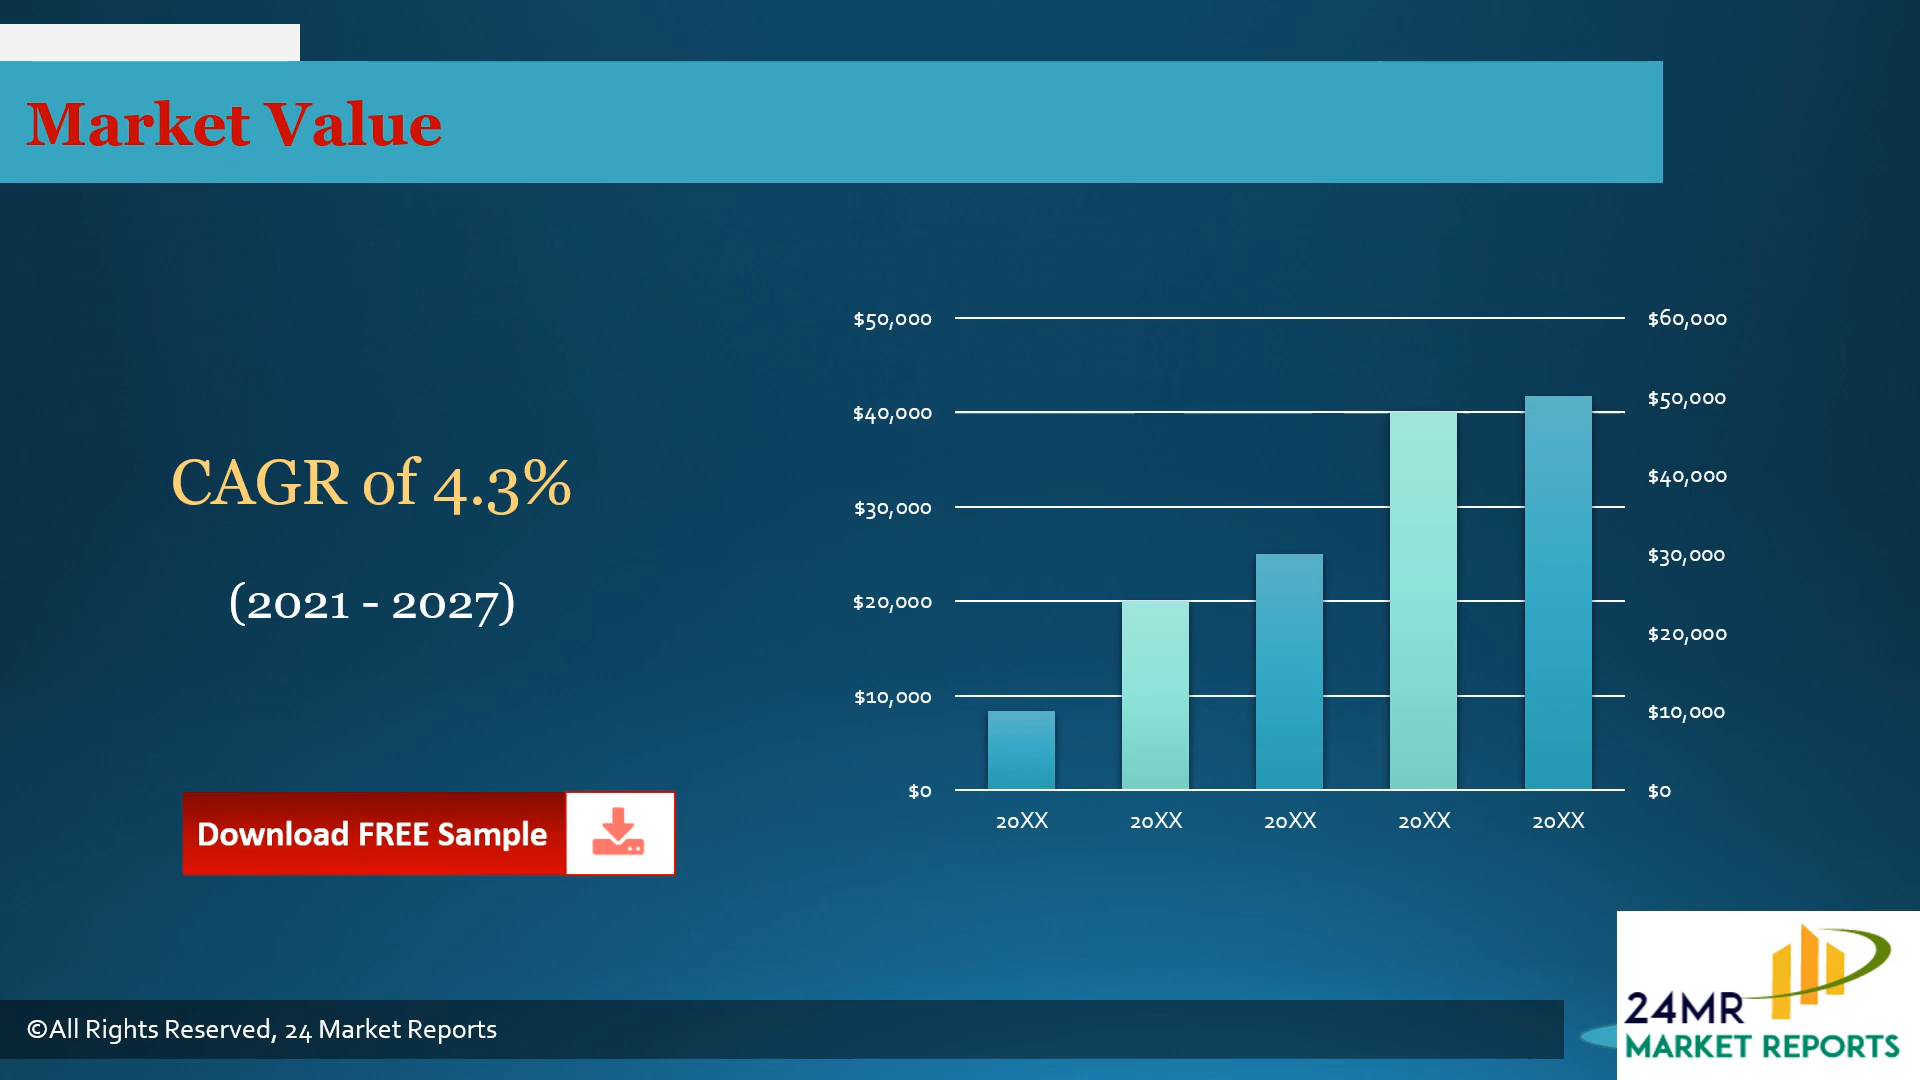 Market Value
CAGR of 4.3%
(2021 - 2027)
Download FREE Sample
$50,000
$40,000
$30,000
$20,000
$10,000
$0
$60,000
$50,000
$40,000
$30,000
$20,000
$10,000
$0
20XX 20XX 20XX 20XX 20XX
©All Rights Reserved, 24 Market Reports
24MR
MARKET REPORTS